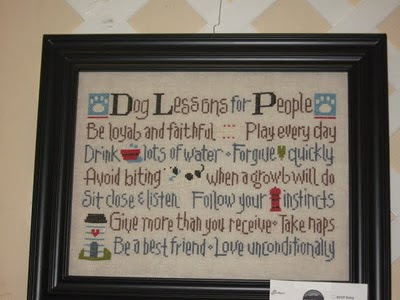 Dog Lessons for People
Be loyal and faithful ::: Play every day
Drink lots of water • Forgive quickly
Avoid biting when a growl will do
Sit close & listen Follow your instincts
Give more than you receive • Take naps
Be a best friend • Love unconditionally